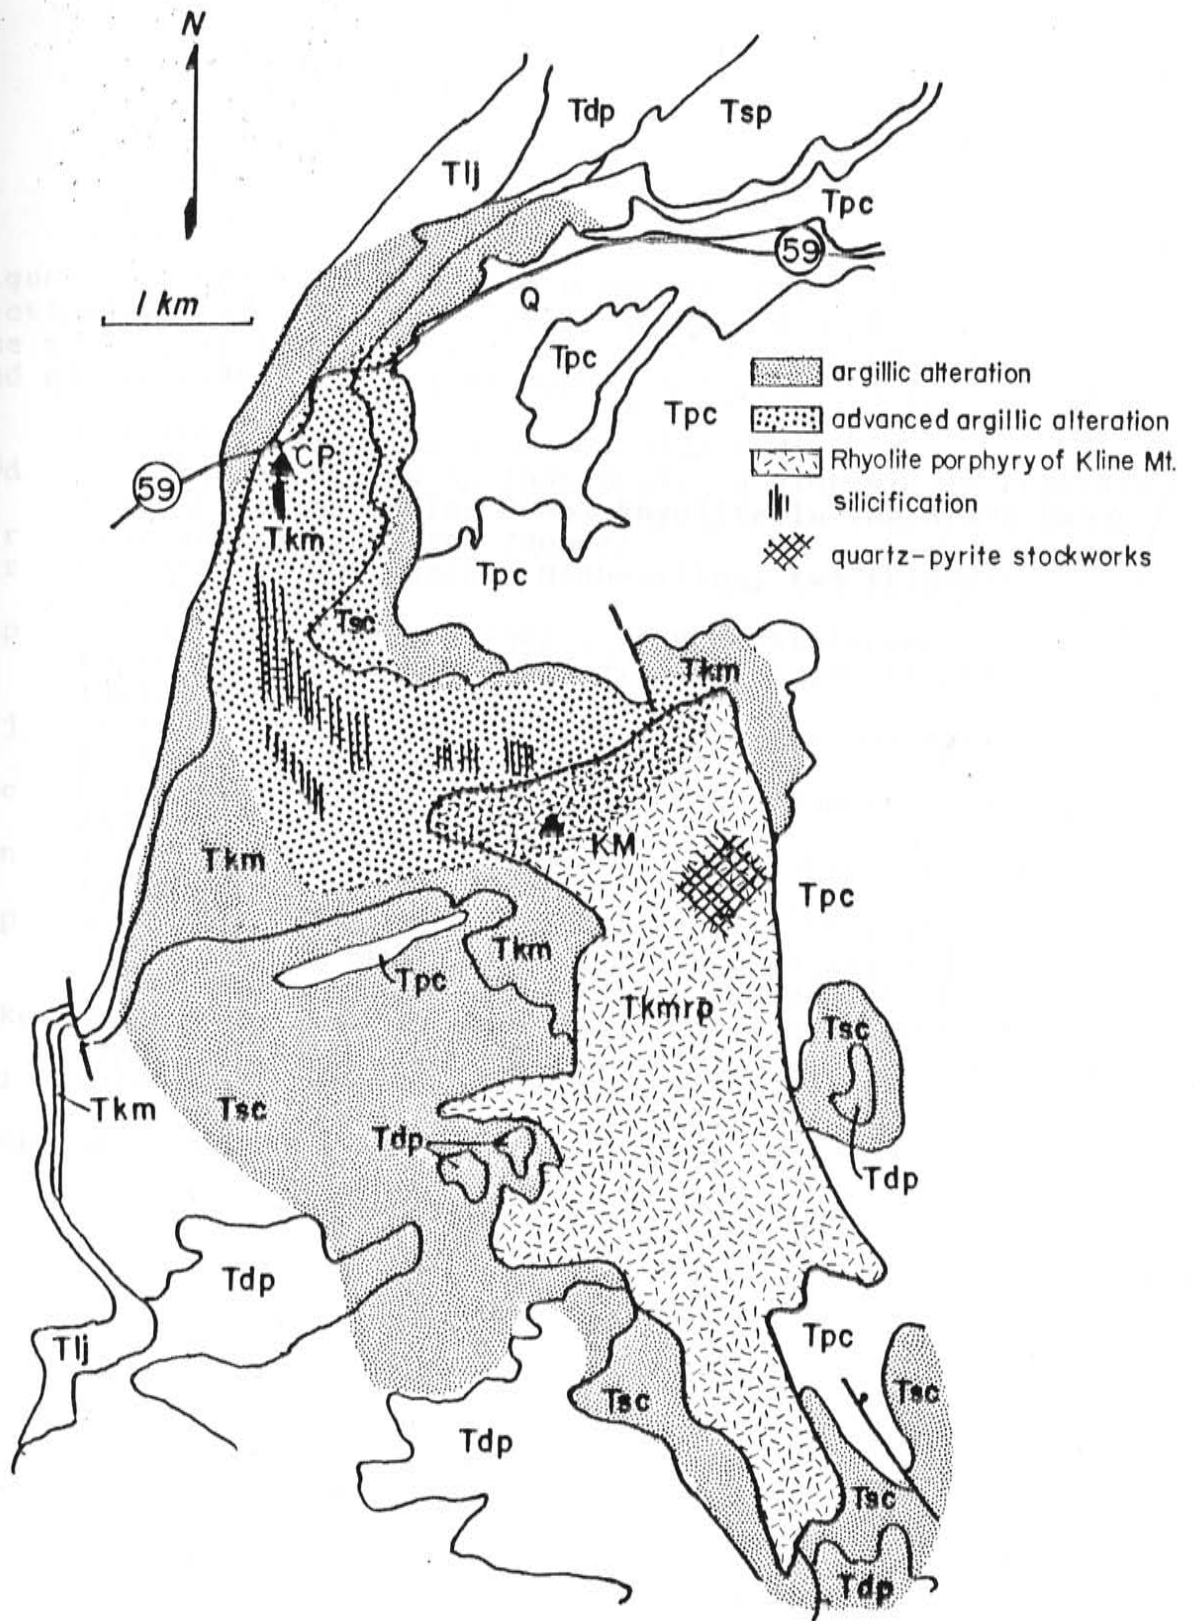 N
Tdp
Tsp
Tlj
Tpc
59
1 km
Q
Tpc
argillic alteration
Tpc
advanced argillic alteration
CP
Rhyolite porphyry of Kline Mt.
59
silicification
Tkm
quartz-pyrite stockworks
Tpc
Tsc
Tkm
KM
Tkm
Tpc
Tkm
Tpc
Tkmrp
Tsc
Tkm
Tsc
Tdp
Tdp
Tdp
Tpc
Tlj
Tsc
Tsc
Tdp
Tsc
Tdp